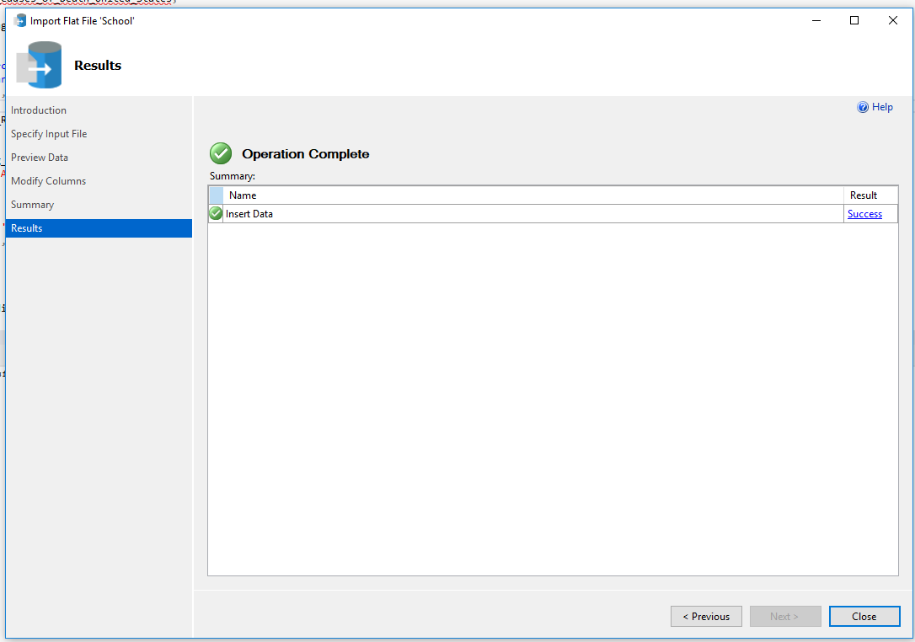 Import Flat File 'School'
Results
Introduction
Specify Input File
Preview Data
Modify Columns
Summary
Results
Help
Operation Complete
Summary:
Name Result
Insert Data Success
< Previous Next > Close